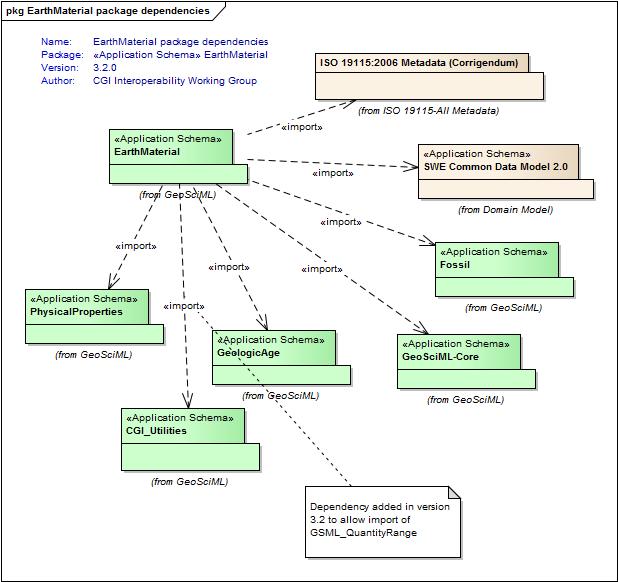 pkg EarthMaterial package dependencies
Name: EarthMaterial package dependencies
Package: «Application Schema» EarthMaterial
Version: 3.2.0
Author: CGI Interoperability Working Group
ISO 19115:2006 Metadata (Corrigendum)
(from ISO 19115-All Metadata)
«import»
«Application Schema»
EarthMaterial
(from GeoSciML)
«import»
«Application Schema»
SWE Common Data Model 2.0
(from Domain Model)
«import»
«Application Schema»
Fossil
(from GeoSciML)
«import»
«import»
«import»
«import»
«Application Schema»
PhysicalProperties
(from GeoSciML)
«Application Schema»
GeologicAge
(from GeoSciML)
«Application Schema»
GeoSciML-Core
(from GeoSciML)
«Application Schema»
CGI_Utilities
(from GeoSciML)
Dependency added in version
3.2 to allow import of
GSML_QuantityRange